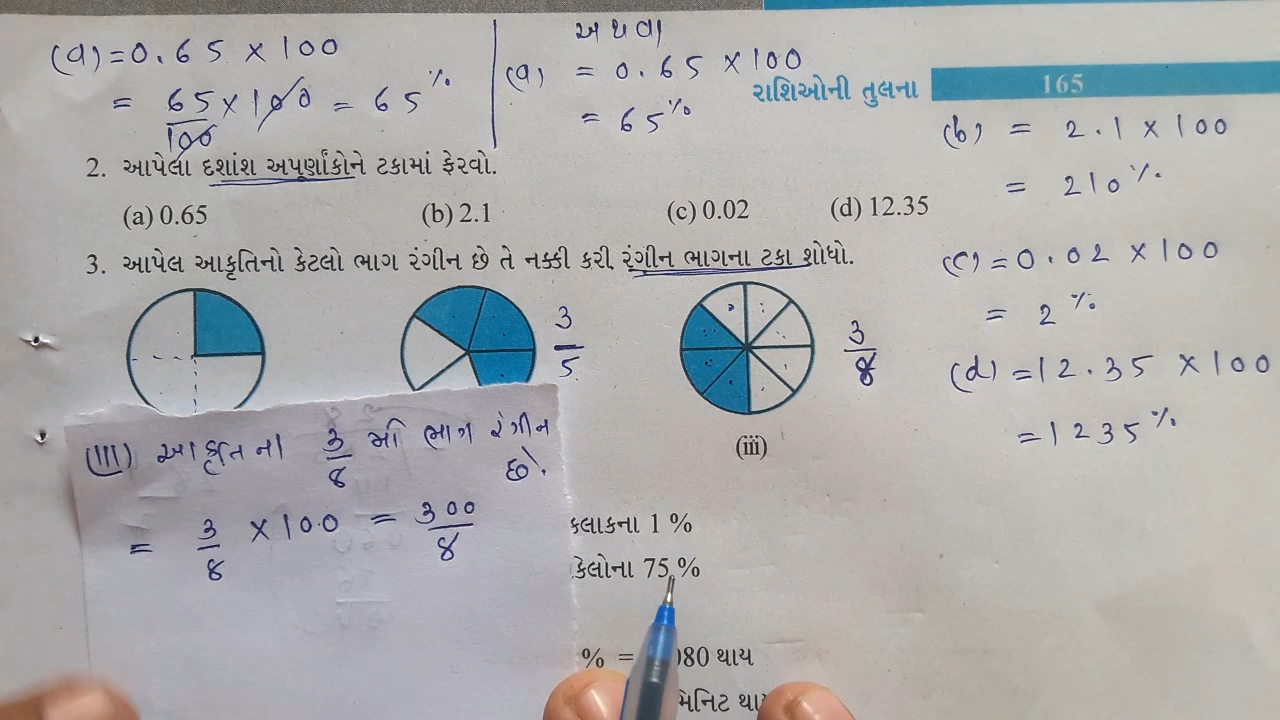 (a) = 0.65 × 100
= 65/100 × 100 = 65%
અથવા
(a) = 0.65 × 100
= 65%
રાશિઓની તુલના 165
(b) = 2.1 × 100
= 210%
(c) = 0.02 × 100
= 2%
(d) = 12.35 × 100
= 1235%
2. આપેલા દશાંશ અપૂર્ણાંકોને ટકામાં ફેરવો.
(a) 0.65 (b) 2.1 (c) 0.02 (d) 12.35
3. આપેલ આકૃતિનો કેટલો ભાગ રંગીન છે તે નક્કી કરી, રંગીન ભાગના ટકા શોધો.
3/5
3/8
(iii)
(III) આકૃતિના 3/8 મો ભાગ રંગીન
છે.
= 3/8 × 100 = 300/8
કલાકના 1 %
કિલોના 75 %
% = 080 થાય